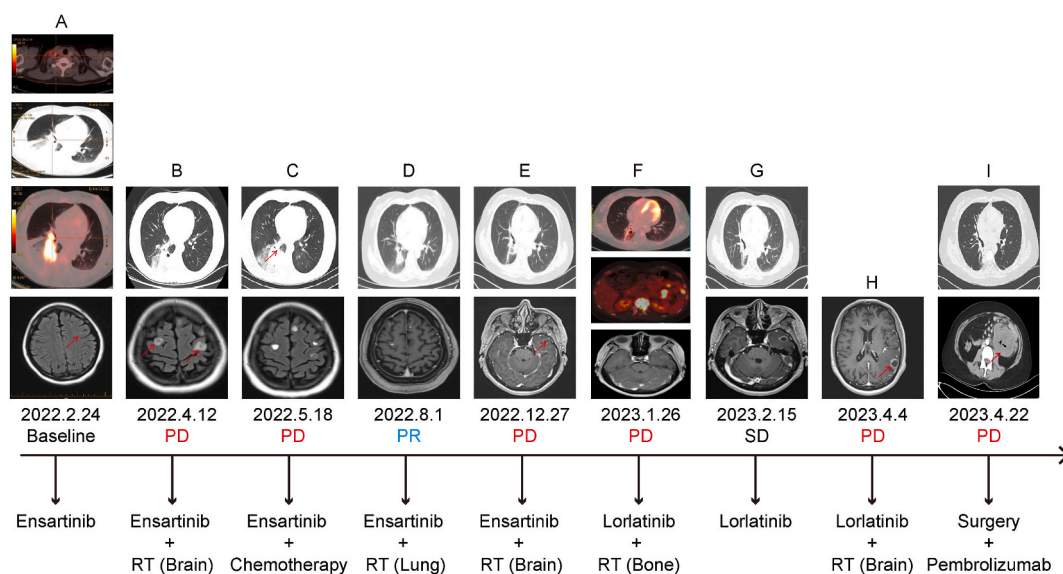 A
B
C
D
E
F
G
H
I
2022.2.24
Baseline
2022.4.12
PD
2022.5.18
PD
2022.8.1
PR
2022.12.27
PD
2023.1.26
PD
2023.2.15
SD
2023.4.4
PD
2023.4.22
PD
Ensartinib
Ensartinib
+
RT (Brain)
Ensartinib
+
Chemotherapy
Ensartinib
+
RT (Lung)
Ensartinib
+
RT (Brain)
Lorlatinib
+
RT (Bone)
Lorlatinib
Lorlatinib
+
RT (Brain)
Surgery
+
Pembrolizumab